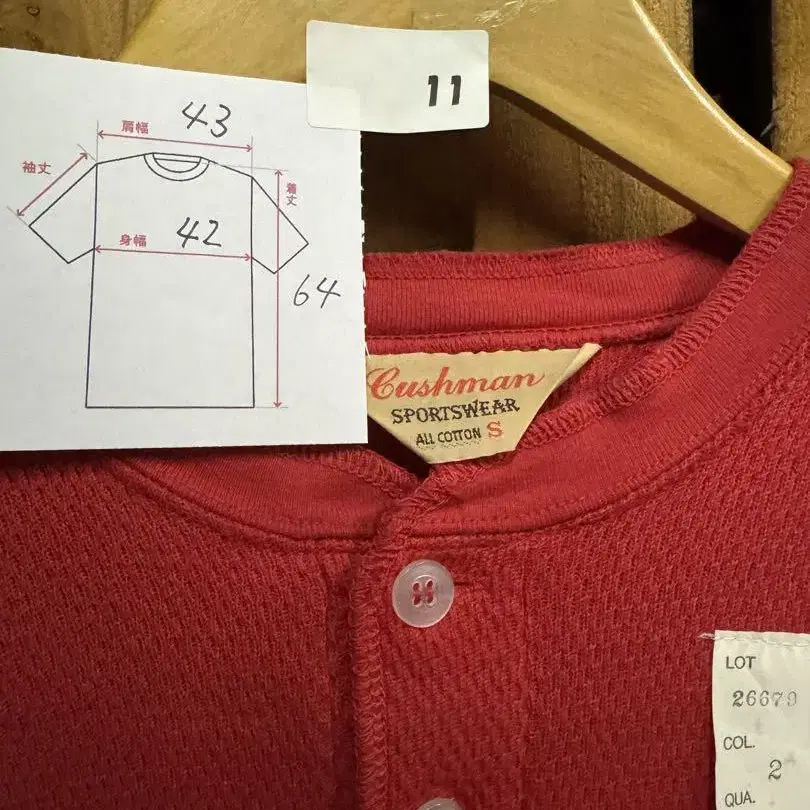 11
43
肩幅
袖丈
着丈
身幅
42
64
Cushman
SPORTSWEAR
ALL COTTON S
LOT
26679
COL.
2
QUA.